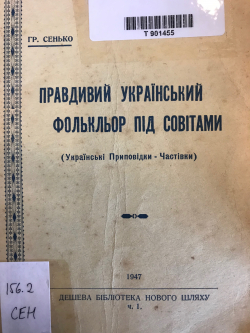 T 901455
ГР. СЕНЬКО
ПРАВДИВИЙ УКРАЇНСЬКИЙ
ФОЛЬКЛЬОР ПІД СОВІТАМИ
(Українські Приповідки - Частівки)
156.2
СЕН
1947
ДЕШЕВА БІБЛІОТЕКА НОВОГО ШЛЯХУ
ч. 1.